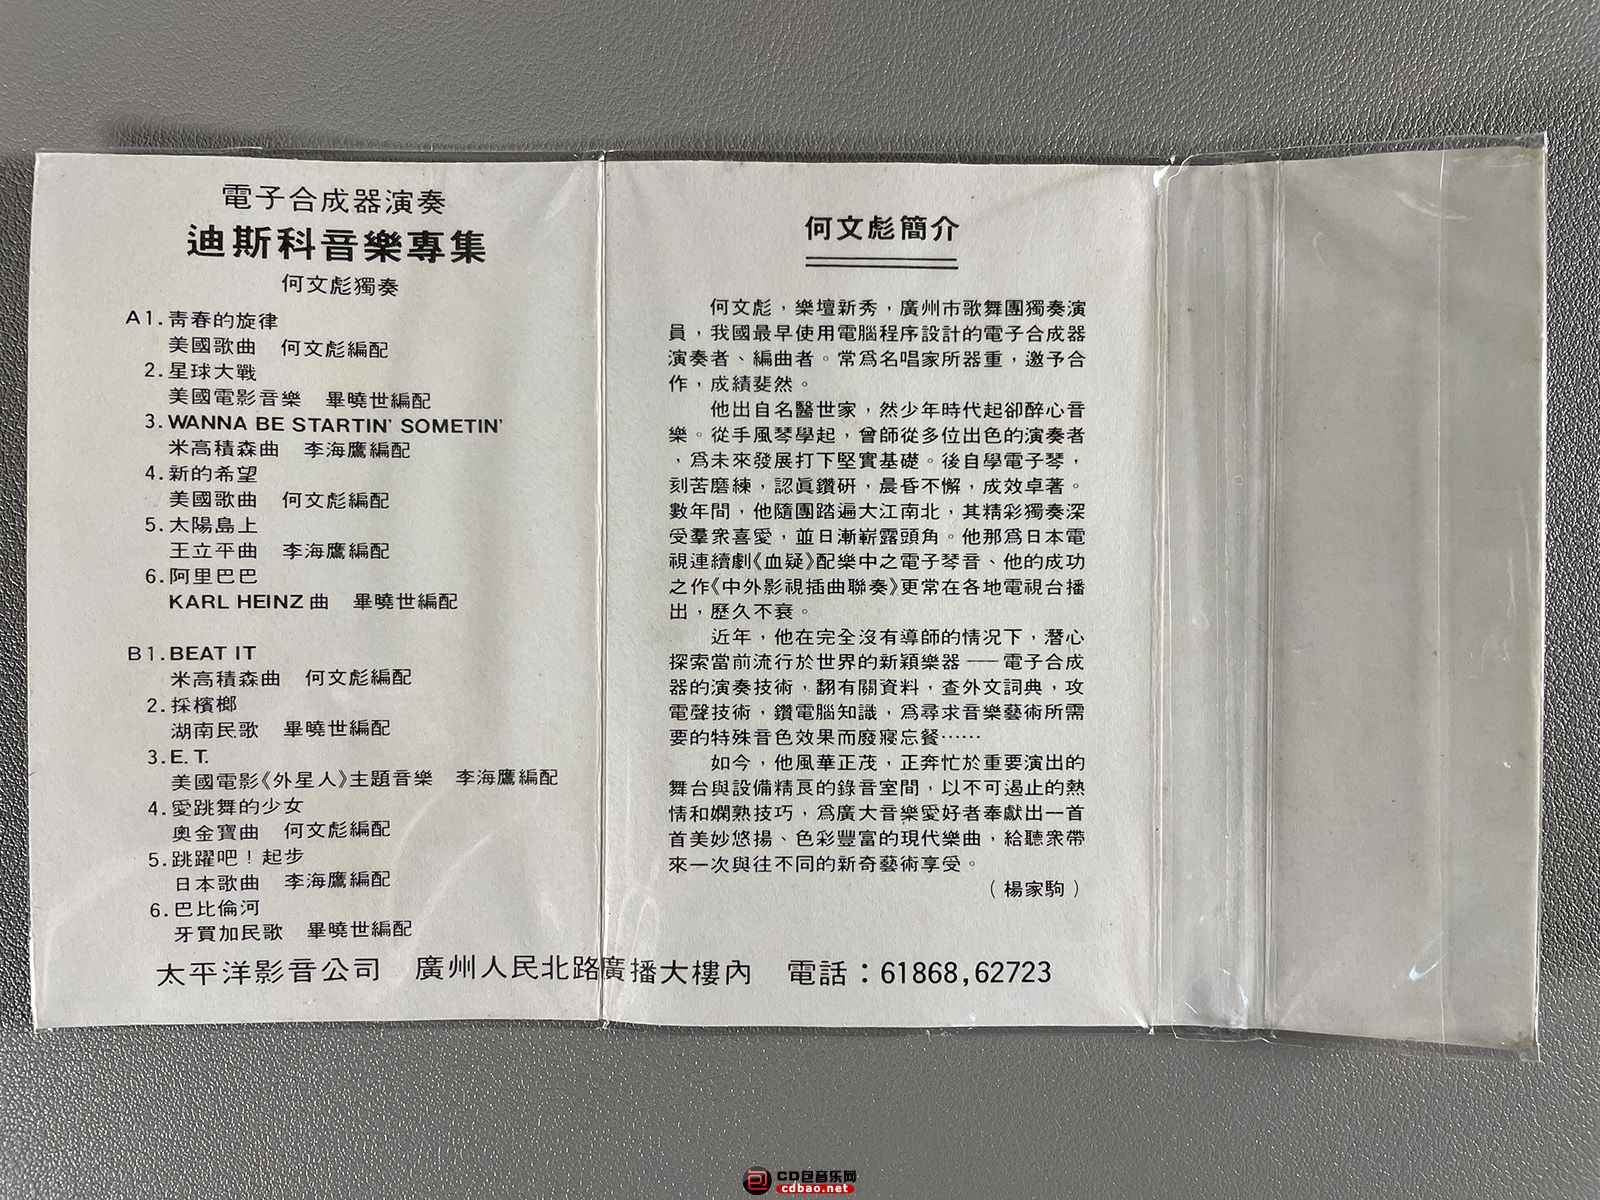 電子合成器演奏
迪斯科音樂專集
何文彪獨奏
A1.青春的旋律
美國歌曲 何文彪編配
2.星球大戰
美國電影音樂 畢曉世編配
3.WANNA BE STARTIN' SOMETIN'
米高積森曲 李海鷹編配
4.新的希望
美國歌曲 何文彪編配
5.太陽島上
王立平曲 李海鷹編配
6.阿里巴巴
KARL HEINZ曲 畢曉世編配
B1.BEAT IT
米高積森曲 何文彪編配
2.採檳榔
湖南民歌 畢曉世編配
3.E.T.
美國電影《外星人》主題音樂 李海鷹編配
4.愛跳舞的少女
奧金寶曲 何文彪編配
5.跳躍吧！起步
日本歌曲 李海鷹編配
6.巴比倫河
牙買加民歌 畢曉世編配
何文彪簡介
何文彪，樂壇新秀，廣州市歌舞團獨奏演
員，我國最早使用電腦程序設計的電子合成器
演奏者、編曲者。常爲名唱家所器重，邀予合
作，成績斐然。
他出自名醫世家，然少年時代起卻醉心音
樂。從手風琴學起，曾師從多位出色的演奏者
，爲未來發展打下堅實基礎。後自學電子琴，
刻苦磨練，認眞鑽研，晨昏不懈，成效卓著。
數年間，他隨團踏遍大江南北，其精彩獨奏深
受羣衆喜愛，並日漸嶄露頭角。他那爲日本電
視連續劇《血疑》配樂中之電子琴音、他的成功
之作《中外影視插曲聯奏》更常在各地電視台播
出，歷久不衰。
近年，他在完全沒有導師的情況下，潛心
探索當前流行於世界的新穎樂器——電子合成
器的演奏技術，翻有關資料，查外文詞典，攻
電聲技術，鑽電腦知識，爲尋求音樂藝術所需
要的特殊音色效果而廢寢忘餐……
如今，他風華正茂，正奔忙於重要演出的
舞台與設備精良的錄音室間，以不可遏止的熱
情和嫻熟技巧，爲廣大音樂愛好者奉獻出一首
首美妙悠揚、色彩豐富的現代樂曲，給聽衆帶
來一次與往不同的新奇藝術享受。
（楊家駒）
太平洋影音公司 廣州人民北路廣播大樓內 電話：61868,62723
CD包音乐网
cdbao.net